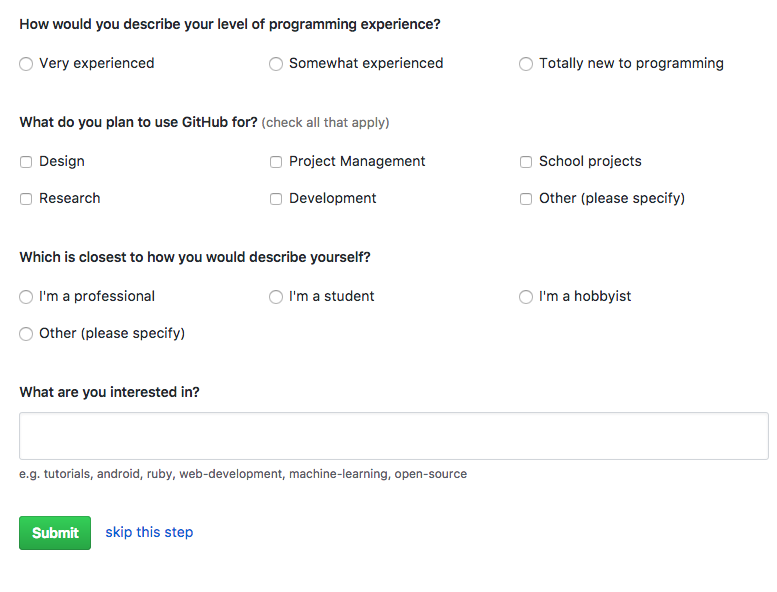 How would you describe your level of programming experience?
Very experienced Somewhat experienced Totally new to programming
What do you plan to use GitHub for? (check all that apply)
Design Project Management School projects
Research Development Other (please specify)
Which is closest to how you would describe yourself?
I'm a professional I'm a student I'm a hobbyist
Other (please specify)
What are you interested in?
e.g. tutorials, android, ruby, web-development, machine-learning, open-source
Submit skip this step